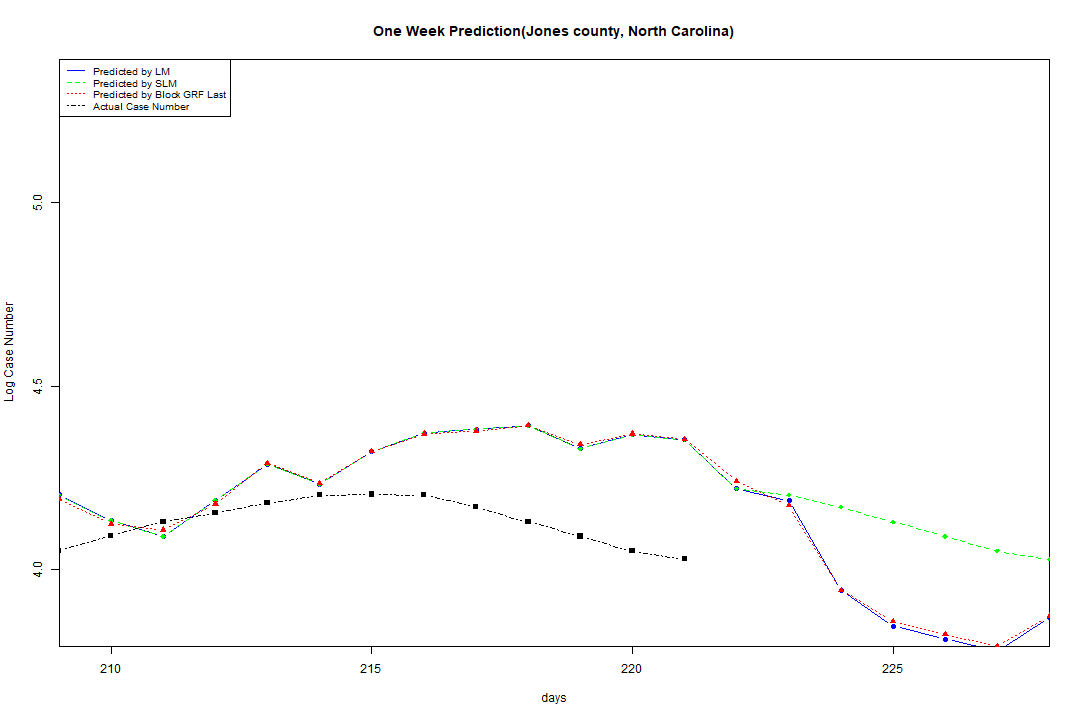 One Week Prediction(Jones county, North Carolina)
Predicted by LM
Predicted by SLM
Predicted by Block GRF Last
Actual Case Number
Log Case Number
5.0
4.5
4.0
210 215 220 225
days